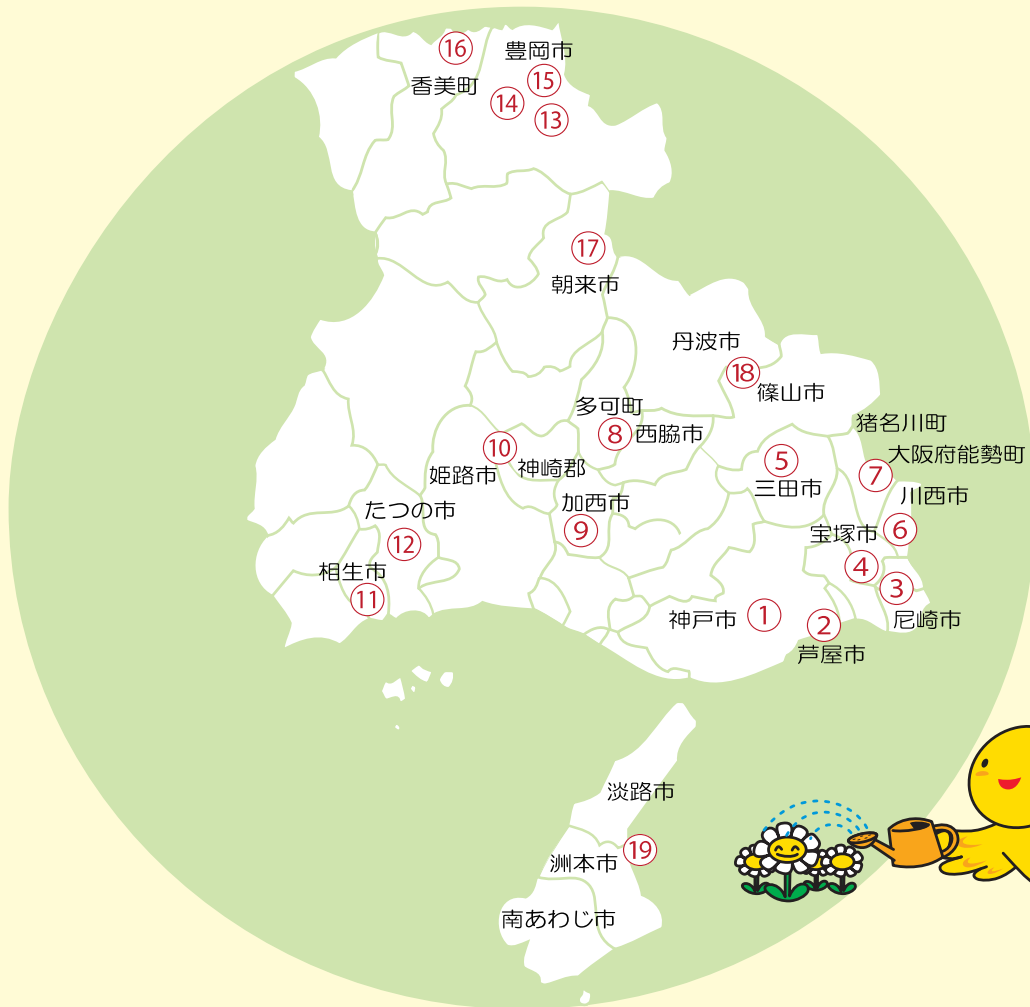 ⑯
豊岡市
香美町
⑮
⑭
⑬
⑰
朝来市
丹波市
⑱
篠山市
多可町
⑧
西脇市
猪名川町
大阪府能勢町
⑦
川西市
⑩
姫路市
神崎郡
⑤
三田市
加西市
⑨
たつの市
⑫
宝塚市
⑥
④
相生市
⑪
③
尼崎市
神戸市
①
②
芦屋市
淡路市
洲本市
⑲
南あわじ市